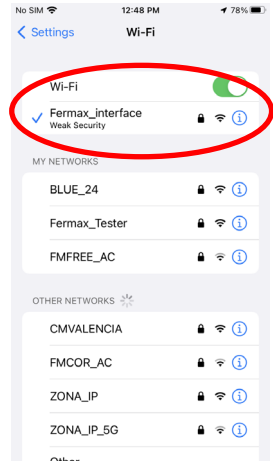 No SIM 12:48 PM 78%
Settings Wi-Fi
Wi-Fi
Fermax_interface
Weak Security
MY NETWORKS
BLUE_24
Fermax_Tester
FMFREE_AC
OTHER NETWORKS
CMVALENCIA
FMCOR_AC
ZONA_IP
ZONA_IP_5G
Other